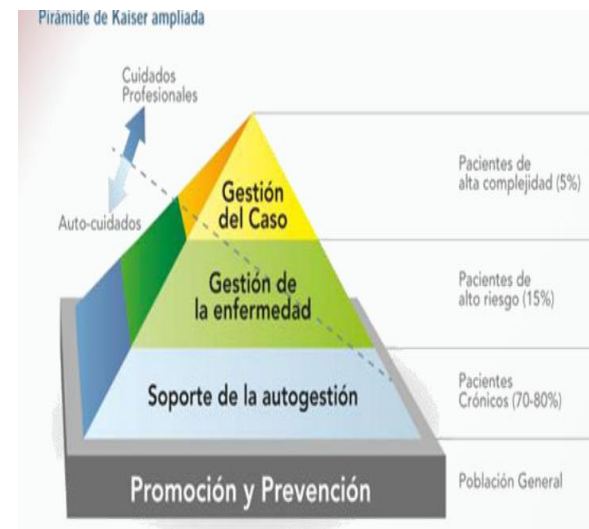 Pirámide de Kaiser ampliada
Cuidados
Profesionales
Auto-cuidados
Gestión
del Caso
Pacientes de
alta complejidad (5%)
Gestión de
la enfermedad
Pacientes de
alto riesgo (15%)
Soporte de la autogestión
Pacientes
Crónicos (70-80%)
Promoción y Prevención
Población General